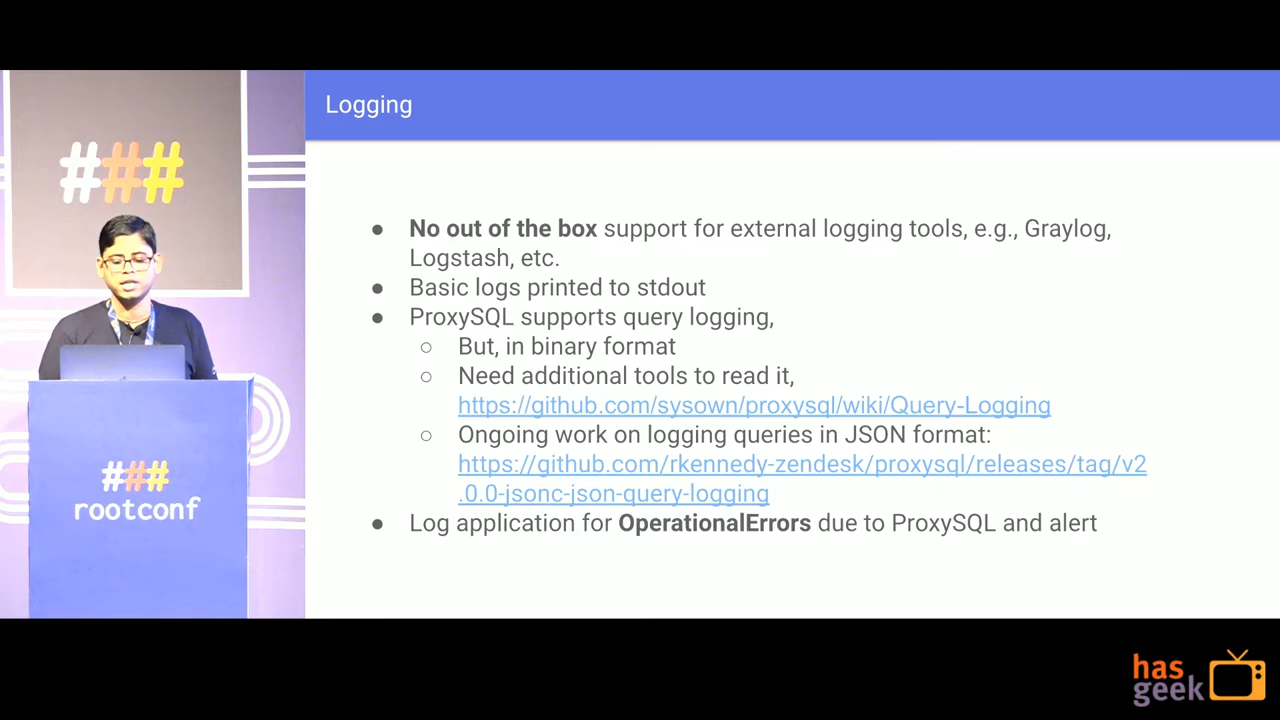 Logging
● No out of the box support for external logging tools, e.g., Graylog,
Logstash, etc.
● Basic logs printed to stdout
● ProxySQL supports query logging,
○ But, in binary format
○ Need additional tools to read it,
https://github.com/sysown/proxysql/wiki/Query-Logging
○ Ongoing work on logging queries in JSON format:
https://github.com/rkennedy-zendesk/proxysql/releases/tag/v2
.0.0-jsonc-json-query-logging
● Log application for OperationalErrors due to ProxySQL and alert
###
###
rootconf
has
geek